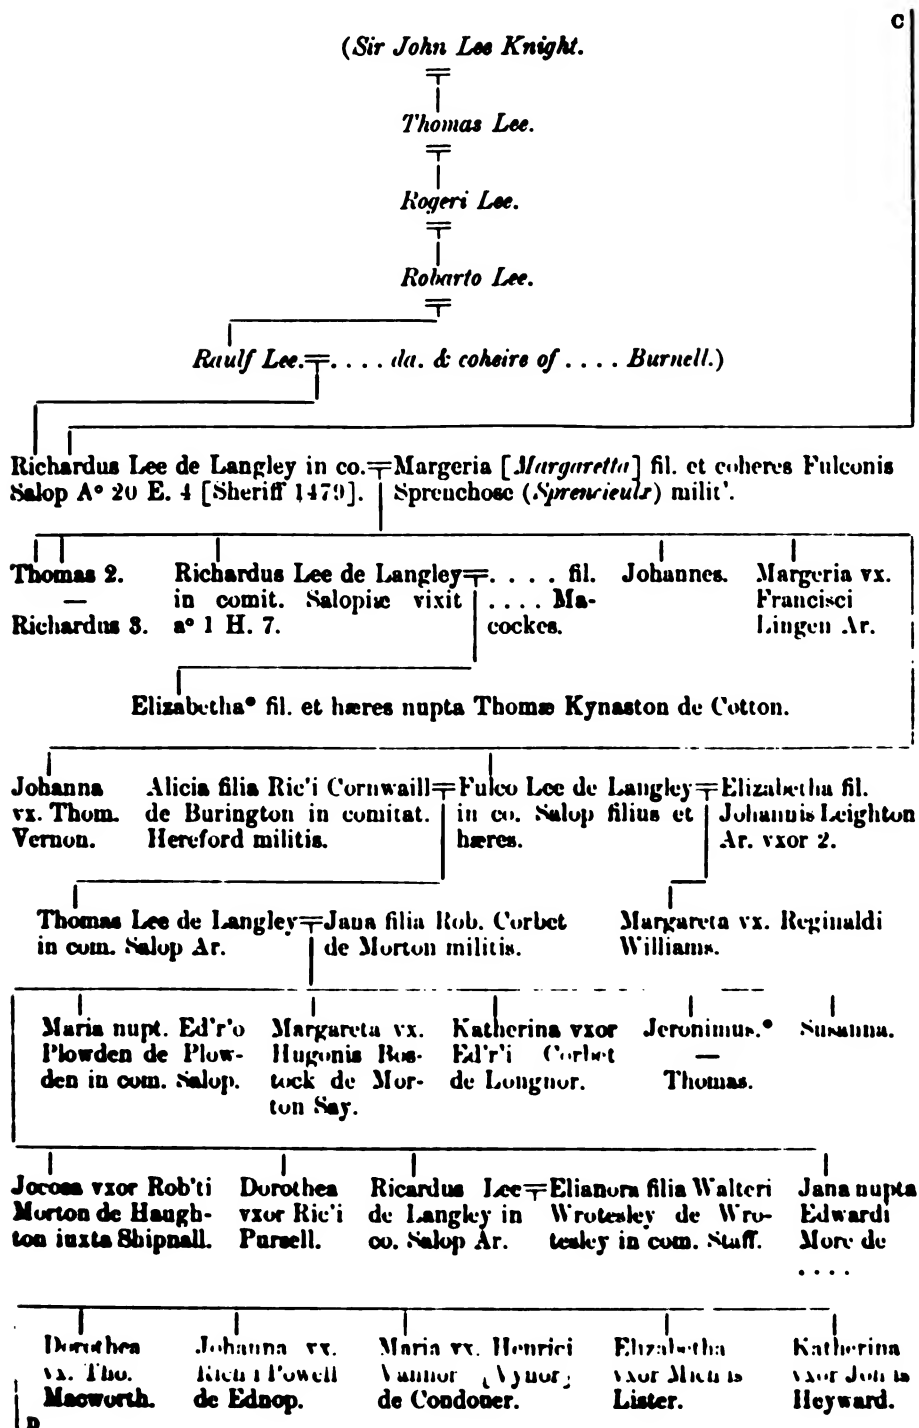 C
(Sir John Lee Knight.
Thomas Lee.
Rogeri Lee.
Robarto Lee.
Raulf Lee. . . . . da. & coheire of . . . . Burnell.)
Richardus Lee de Langley in co. Salop A° 20 E. 4 [Sheriff 1479].
Margeria [Margaretta] fil. et coheres Fulconis Sprenchose (Sprencieulx) milit'.
Thomas 2.
—
Richardus 3.
Richardus Lee de Langley
in comit. Salopiæ vixit
a° 1 H. 7.
. . . . fil.
. . . . Ma-
cockes.
Johannes.
Margeria vx.
Francisci
Lingen Ar.
Elizabetha* fil. et hæres nupta Thomæ Kynaston de Cotton.
Johanna
vx. Thom.
Vernon.
Alicia filia Ric'i Cornwaill
de Burington in comitat.
Hereford militis.
Fulco Lee de Langley
in co. Salop filius et
hæres.
Elizabetha fil.
Johannis Leighton
Ar. vxor 2.
Thomas Lee de Langley
in com. Salop Ar.
Jana filia Rob. Corbet
de Morton militis.
Margareta vx. Reginaldi
Williams.
Maria nupt. Ed'r'o
Plowden de Plow-
den in com. Salop.
Margareta vx.
Hugonis Bos-
tock de Mor-
ton Say.
Katherina vxor
Ed'r'i Corbet
de Longnor.
Jeronimus.*
—
Thomas.
Susanna.
Jocosa vxor Rob'ti
Morton de Haugh-
ton iuxta Shipnall.
Dorothea
vxor Ric'i
Pursell.
Ricardus Lee
de Langley in
co. Salop Ar.
Elianora filia Walteri
Wrotesley de Wro-
tesley in com. Staff.
Jana nupta
Edwardi
More de
. . . .
Dorothea
vx. Tho.
Macworth.
Johanna vx.
Rich'i Powell
de Ednop.
Maria vx. Henrici
Vannor (Vynor)
de Condoner.
Elizabetha
vxor Mich'is
Lister.
Katherina
vxor Joh'is
Heyward.
D